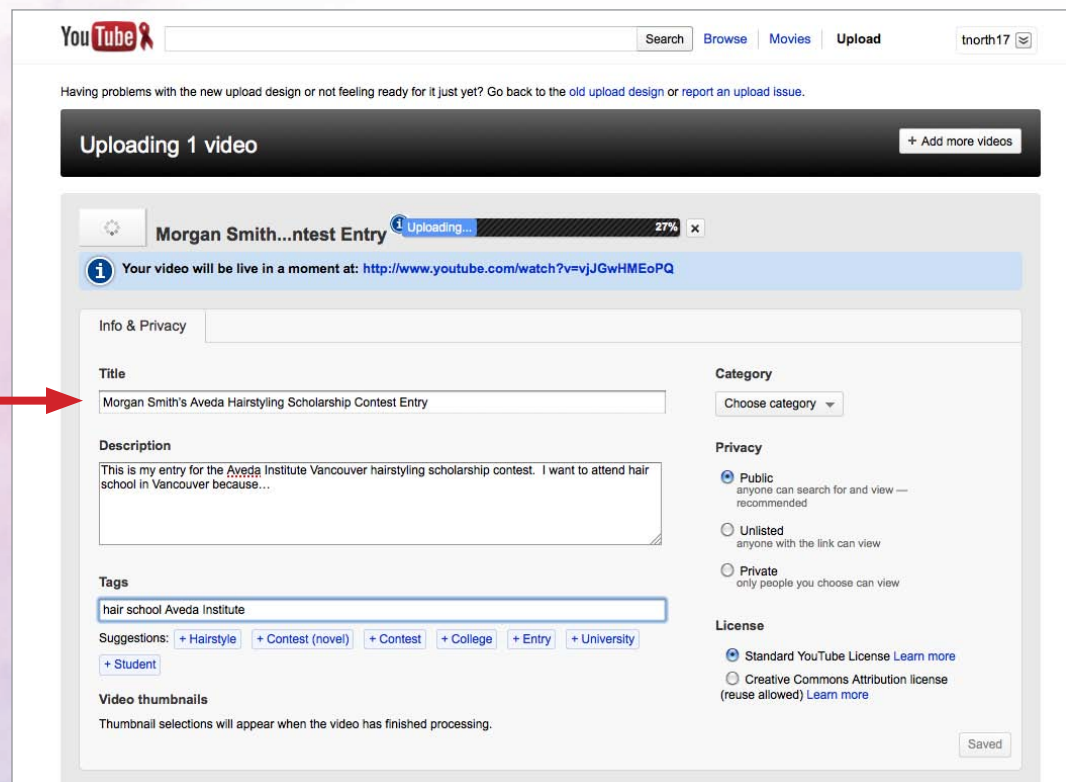 YouTube Search Browse Movies Upload tnorth17
Having problems with the new upload design or not feeling ready for it just yet? Go back to the old upload design or report an upload issue.
Uploading 1 video + Add more videos
Morgan Smith...ntest Entry i Uploading... 27% x
i Your video will be live in a moment at: http://www.youtube.com/watch?v=vjJGwHMEoPQ
Info & Privacy
Title
Morgan Smith's Aveda Hairstyling Scholarship Contest Entry
Description
This is my entry for the Aveda Institute Vancouver hairstyling scholarship contest.  I want to attend hair
school in Vancouver because…
Tags
hair school Aveda Institute
Suggestions: + Hairstyle + Contest (novel) + Contest + College + Entry + University
+ Student
Video thumbnails
Thumbnail selections will appear when the video has finished processing.
Category
Choose category
Privacy
Public
anyone can search for and view —
recommended
Unlisted
anyone with the link can view
Private
only people you choose can view
License
Standard YouTube License Learn more
Creative Commons Attribution license
(reuse allowed) Learn more
Saved